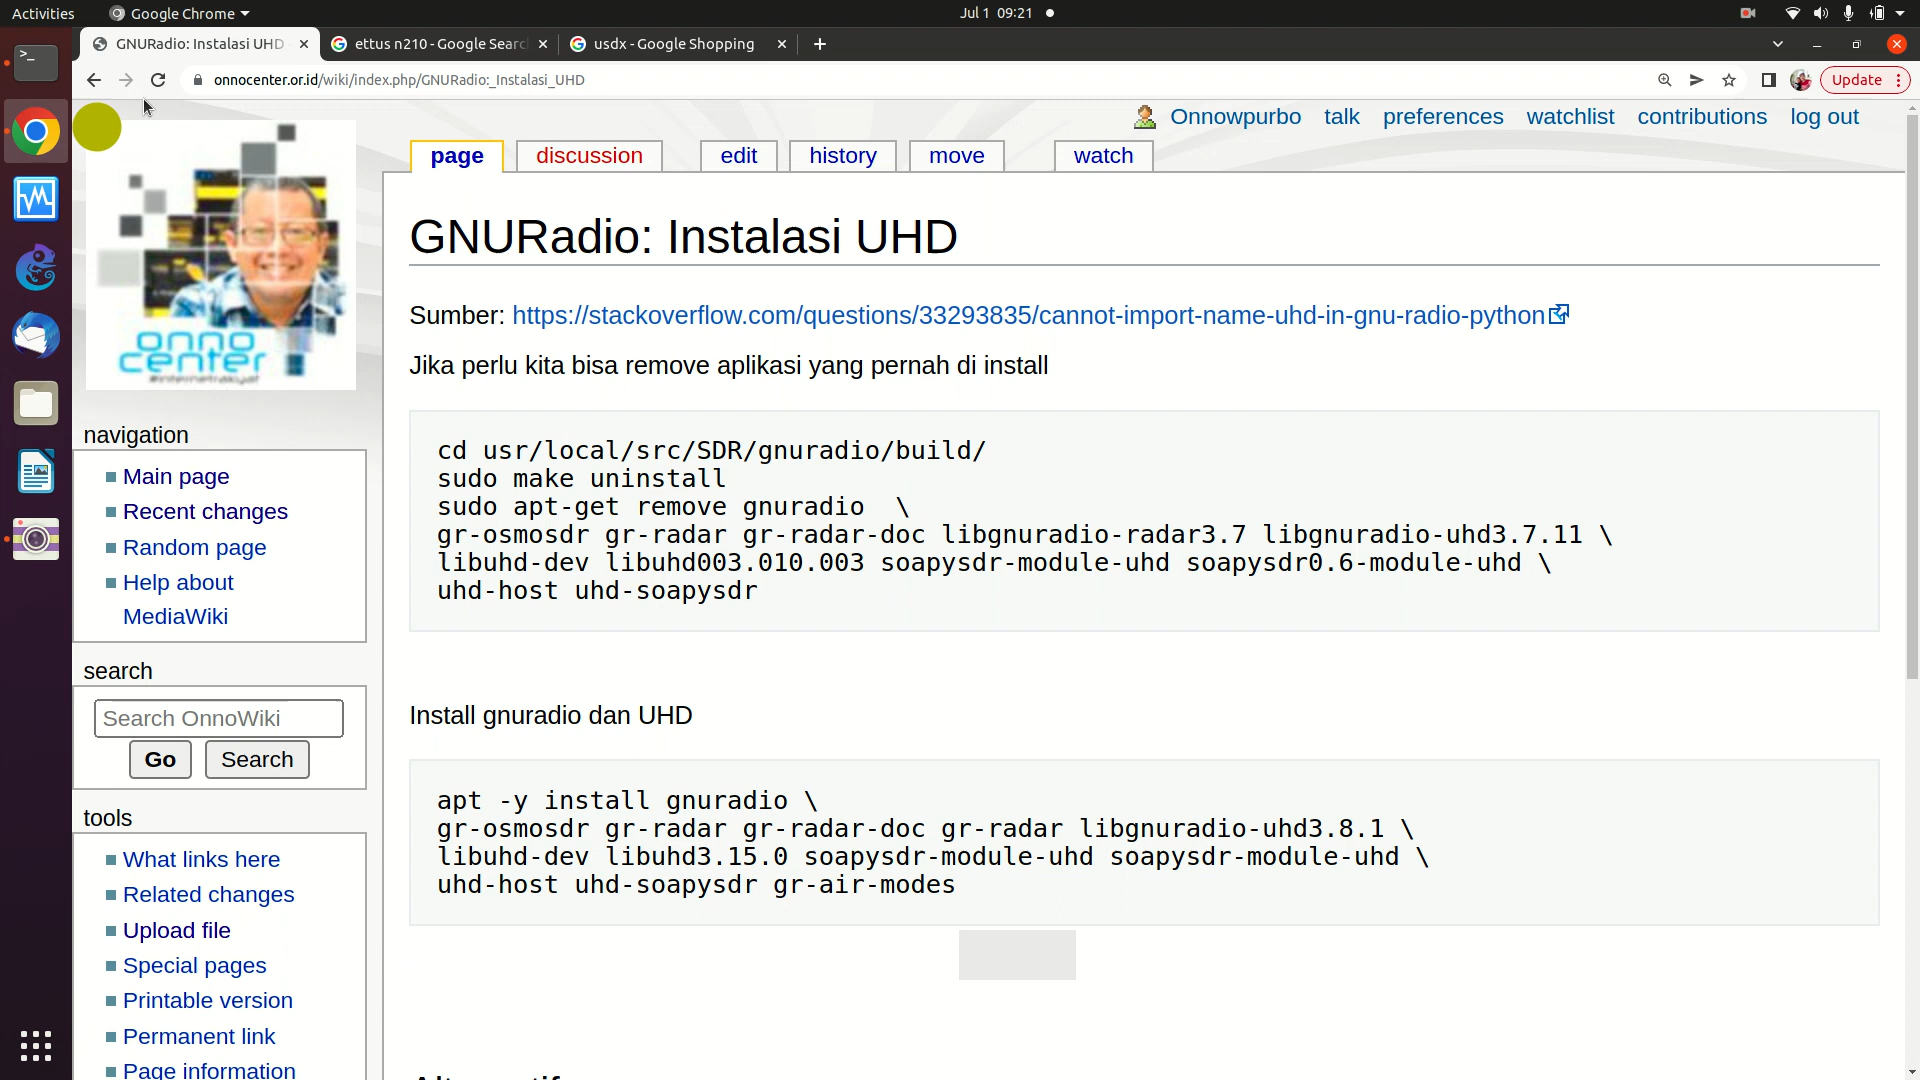 Activities
Google Chrome
Jul 1 09:21
GNURadio: Instalasi UHD
ettus n210 - Google Searc
usdx - Google Shopping
onnocenter.or.id/wiki/index.php/GNURadio:_Instalasi_UHD
Update
Onnowpurbo talk preferences watchlist contributions log out
page discussion edit history move watch
onno
center
#internetrakyat
navigation
Main page
Recent changes
Random page
Help about
MediaWiki
search
Search OnnoWiki
Go Search
tools
What links here
Related changes
Upload file
Special pages
Printable version
Permanent link
Page information
GNURadio: Instalasi UHD
Sumber: https://stackoverflow.com/questions/33293835/cannot-import-name-uhd-in-gnu-radio-python
Jika perlu kita bisa remove aplikasi yang pernah di install
cd usr/local/src/SDR/gnuradio/build/
sudo make uninstall
sudo apt-get remove gnuradio  \
gr-osmosdr gr-radar gr-radar-doc libgnuradio-radar3.7 libgnuradio-uhd3.7.11 \
libuhd-dev libuhd003.010.003 soapysdr-module-uhd soapysdr0.6-module-uhd \
uhd-host uhd-soapysdr
Install gnuradio dan UHD
apt -y install gnuradio \
gr-osmosdr gr-radar gr-radar-doc gr-radar libgnuradio-uhd3.8.1 \
libuhd-dev libuhd3.15.0 soapysdr-module-uhd soapysdr-module-uhd \
uhd-host uhd-soapysdr gr-air-modes